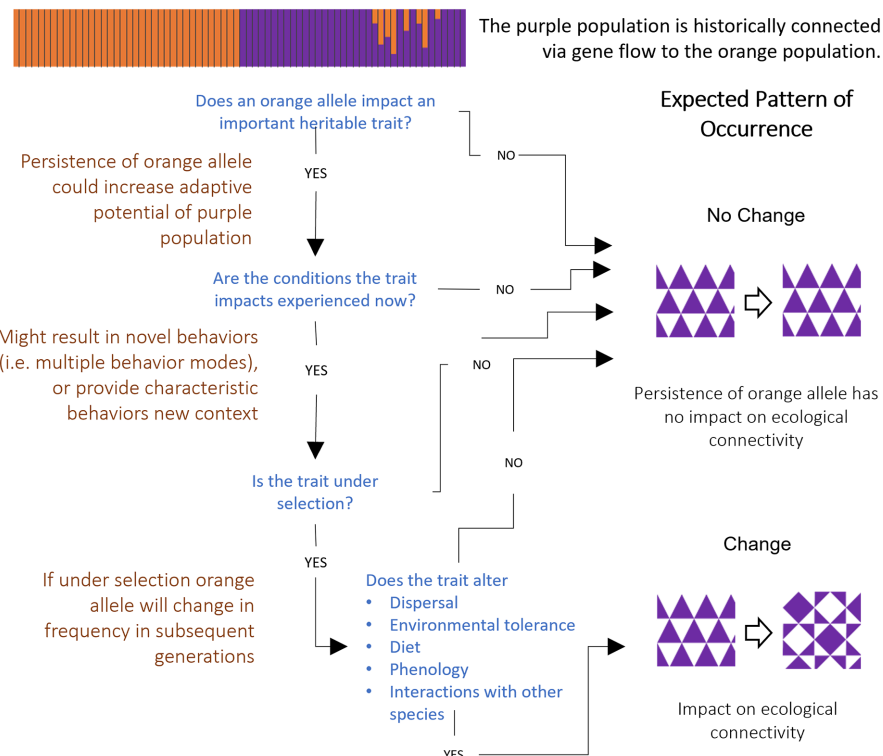 The purple population is historically connected
via gene flow to the orange population.
Does an orange allele impact an
important heritable trait?
Expected Pattern of
Occurrence
NO
YES
Persistence of orange allele
could increase adaptive
potential of purple
population
No Change
Are the conditions the trait
impacts experienced now?
NO
Might result in novel behaviors
(i.e. multiple behavior modes),
or provide characteristic
behaviors new context
YES
NO
Persistence of orange allele has
no impact on ecological
connectivity
NO
Is the trait under
selection?
YES
Change
If under selection orange
allele will change in
frequency in subsequent
generations
Does the trait alter
• Dispersal
• Environmental tolerance
• Diet
• Phenology
• Interactions with other
species
Impact on ecological
connectivity
YES